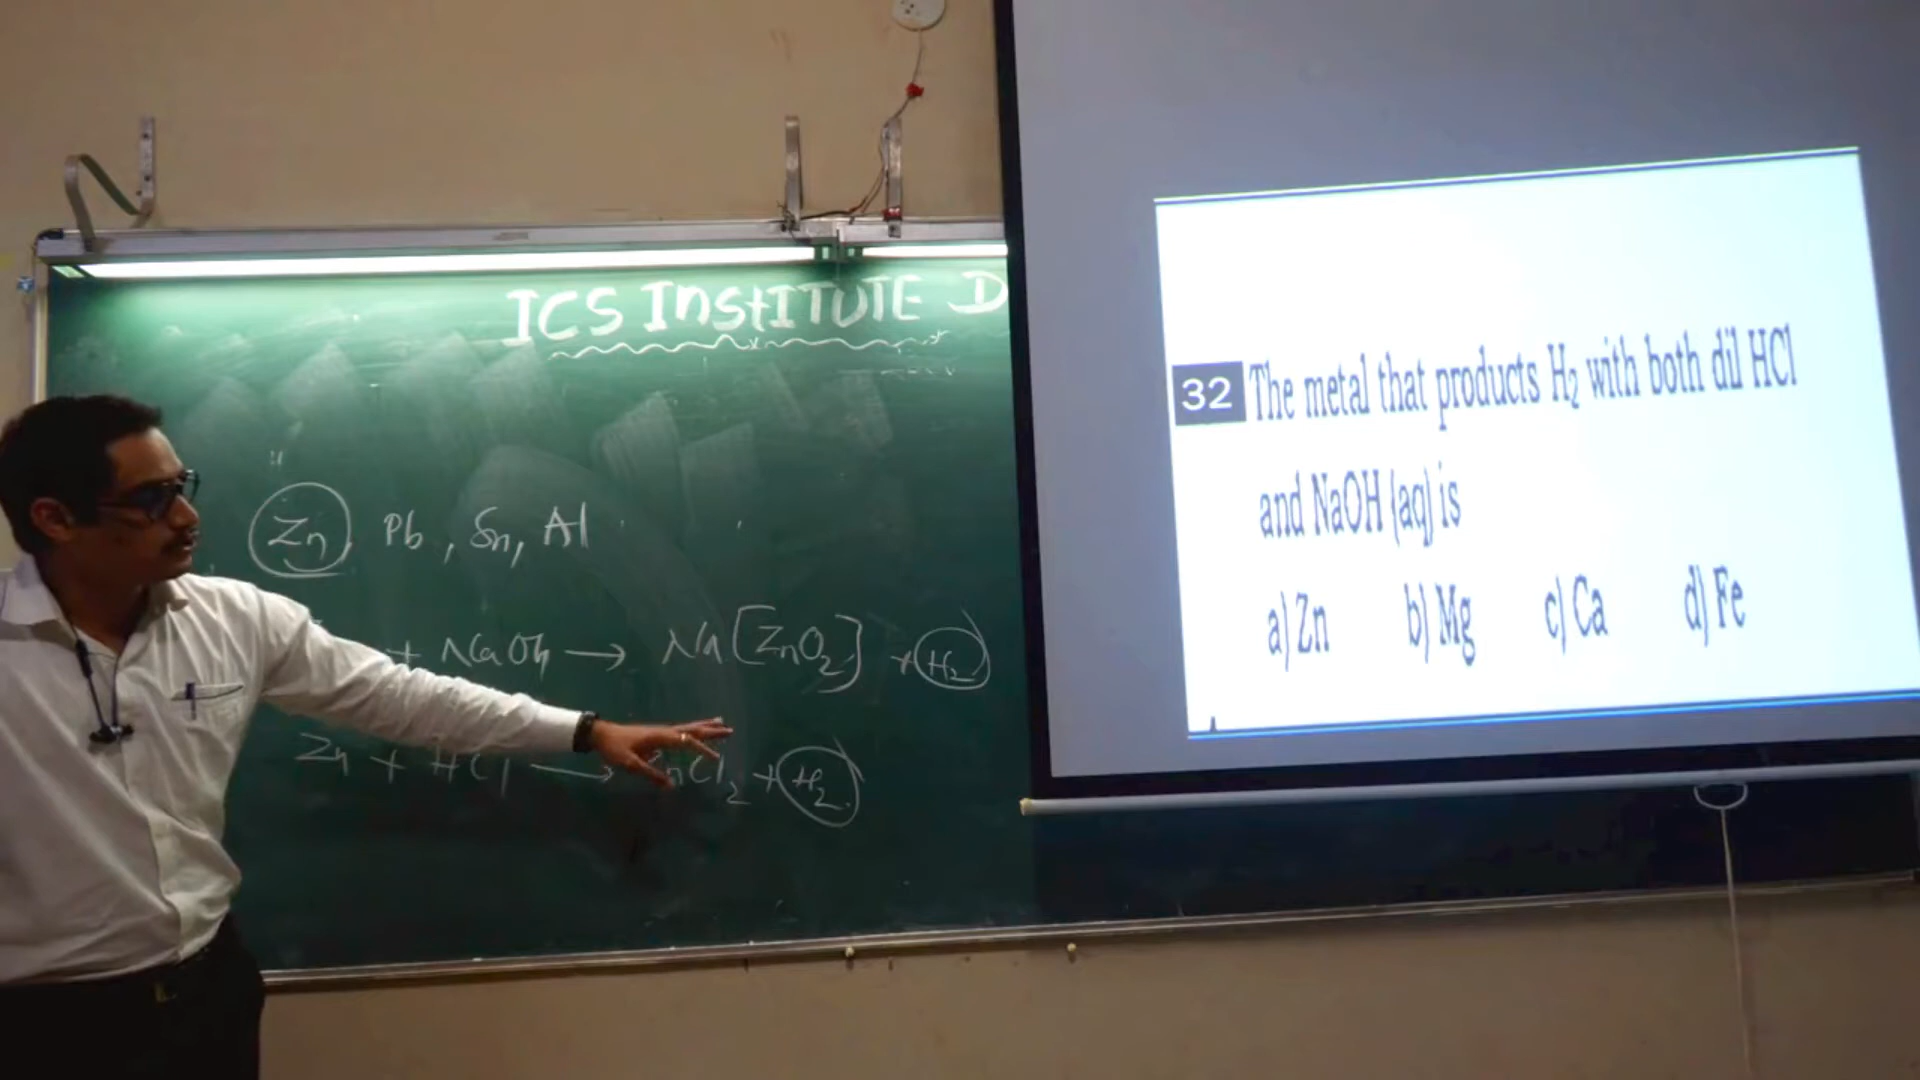 ICS InstITUTE D
Zn, Pb, Sn, Al
+ NaOH → Na[ZnO2] + H2
Zn + HCl → ZnCl2 + H2
32 The metal that products H2 with both dil HCl
and NaOH (aq) is
a) Zn b) Mg c) Ca d) Fe